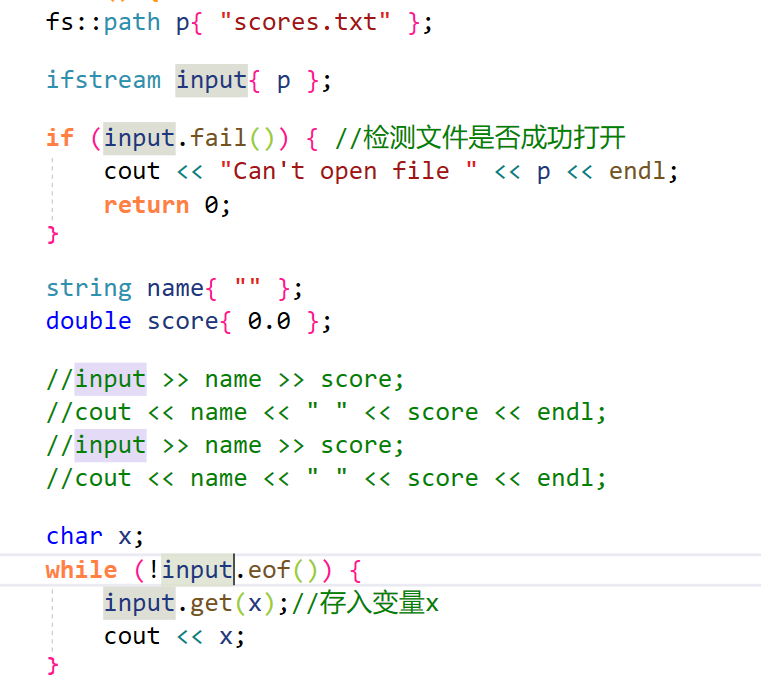 fs::path p{ "scores.txt" };
ifstream input{ p };
if (input.fail()) { //检测文件是否成功打开
cout << "Can't open file " << p << endl;
return 0;
}
string name{ "" };
double score{ 0.0 };
//input >> name >> score;
//cout << name << " " << score << endl;
//input >> name >> score;
//cout << name << " " << score << endl;
char x;
while (!input.eof()) {
input.get(x);//存入变量x
cout << x;
}